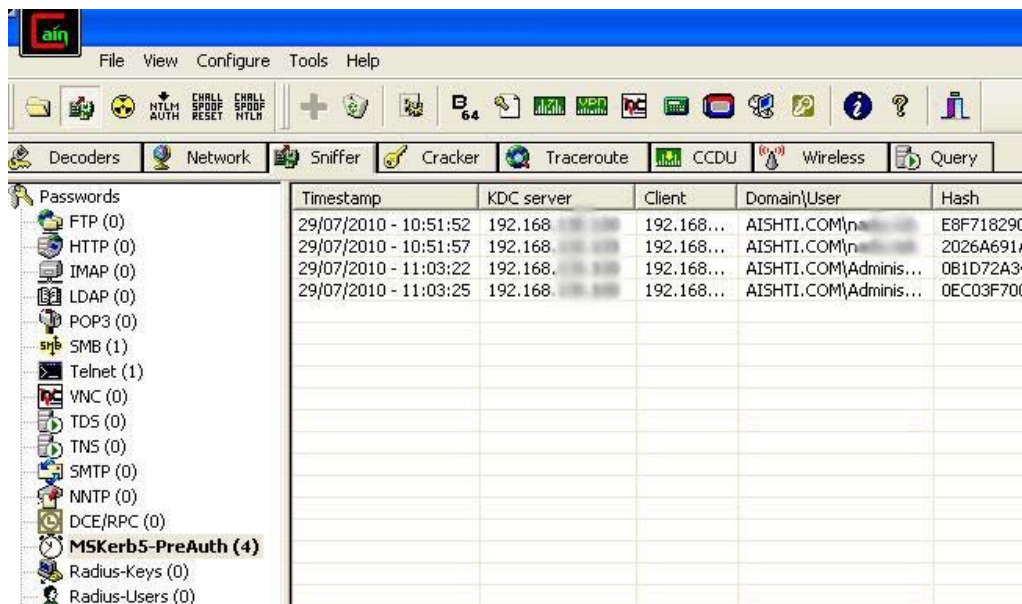 Cain
File View Configure Tools Help
NTLM AUTH CHALL SPOOF RESET CHALL SPOOF NTLM B64 VPN
Decoders Network Sniffer Cracker Traceroute CCDU Wireless Query
Passwords
FTP (0)
HTTP (0)
IMAP (0)
LDAP (0)
POP3 (0)
SMB (1)
Telnet (1)
VNC (0)
TDS (0)
TNS (0)
SMTP (0)
NNTP (0)
DCE/RPC (0)
MSKerb5-PreAuth (4)
Radius-Keys (0)
Radius-Users (0)
Timestamp KDC server Client Domain\User Hash
29/07/2010 - 10:51:52 192.168. 192.168... AISHTI.COM\na E8F718290
29/07/2010 - 10:51:57 192.168. 192.168... AISHTI.COM\n 2026A691
29/07/2010 - 11:03:22 192.168. 192.168... AISHTI.COM\Adminis... 0B1D72A3
29/07/2010 - 11:03:25 192.168. 192.168... AISHTI.COM\Adminis... 0EC03F700